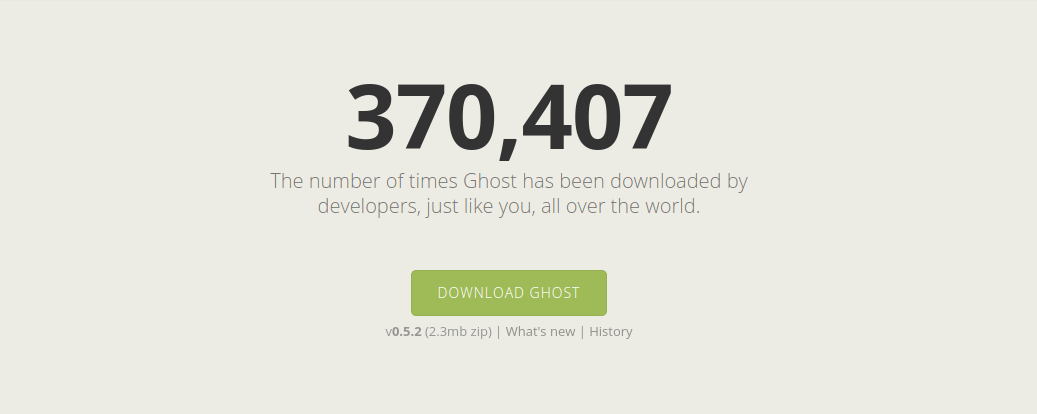 370,407
The number of times Ghost has been downloaded by
developers, just like you, all over the world.
DOWNLOAD GHOST
v0.5.2 (2.3mb zip) | What's new | History